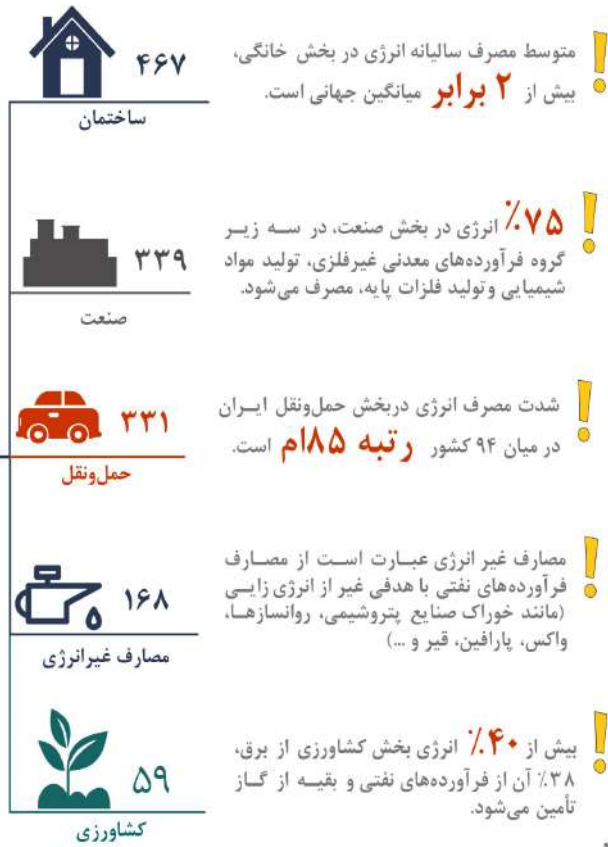 متوسط مصرف سالیانه انرژی در بخش خانگی،
بیش از ۲ برابر میانگین جهانی است.
۴۶۷
ساختمان
۷۵٪ انرژی در بخش صنعت، در سه زیر
گروه فرآورده‌های معدنی غیرفلزی، تولید مواد
شیمیایی وتولید فلزات پایه، مصرف می‌شود.
۳۳۹
صنعت
شدت مصرف انرژی دربخش حمل‌ونقل ایران
در میان ۹۴ کشور رتبه ۸۵ام است.
۳۳۱
حمل‌ونقل
مصارف غیر انرژی عبارت است از مصارف
فرآورده‌های نفتی با هدفی غیر از انرژی زایی
(مانند خوراک صنایع پتروشیمی، روانسازها،
واکس، پارافین، قیر و ...)
۱۶۸
مصارف غیرانرژی
بیش از ۴۰٪ انرژی بخش کشاورزی از برق،
۳۸٪ آن از فرآورده‌های نفتی و بقیه از گاز
تأمین می‌شود.
۵۹
کشاورزی